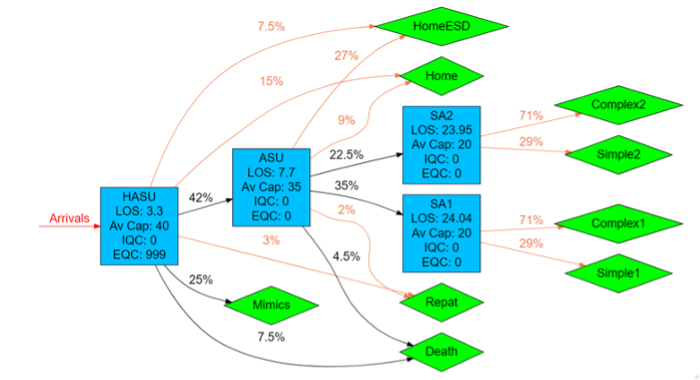 7.5%
HomeESD
27%
15%
Home
9%
SA2
LOS: 23.95
Av Cap: 20
IQC: 0
EQC: 0
71%
Complex2
29%
Simple2
ASU
LOS: 7.7
Av Cap: 35
IQC: 0
EQC: 0
22.5%
35%
2%
4.5%
SA1
LOS: 24.04
Av Cap: 20
IQC: 0
EQC: 0
71%
Complex1
29%
Simple1
Arrivals
HASU
LOS: 3.3
Av Cap: 40
IQC: 0
EQC: 999
42%
3%
25%
Mimics
Repat
7.5%
Death